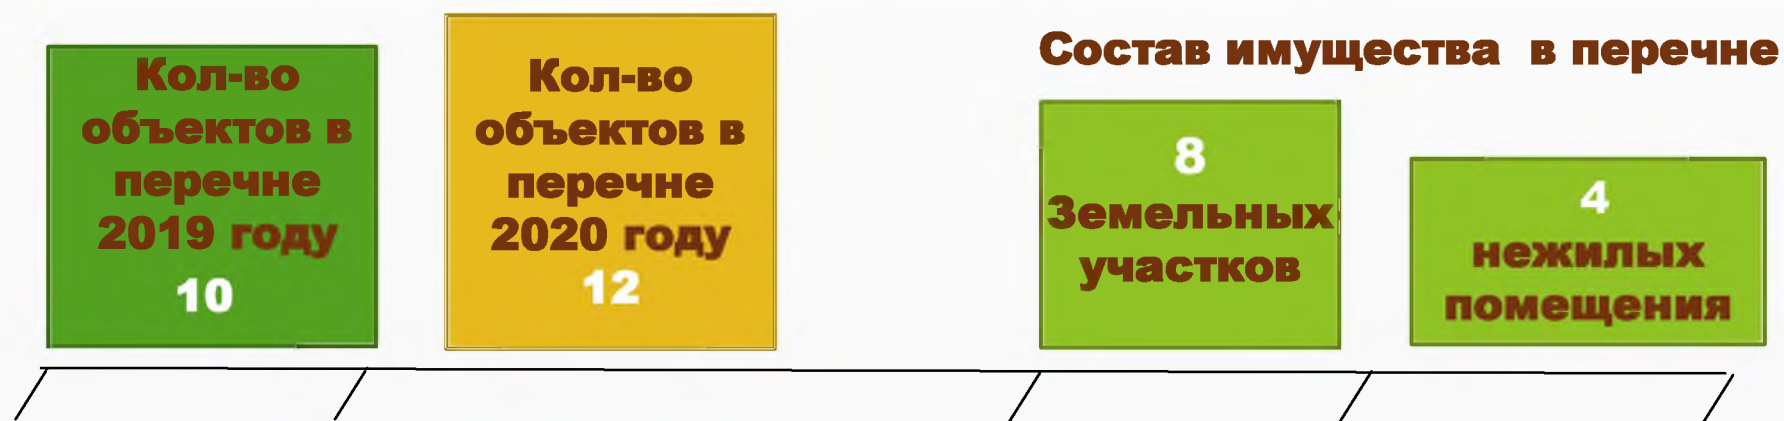 Кол-во
объектов в
перечне
2019 году
10
Кол-во
объектов в
перечне
2020 году
12
Состав имущества в перечне
8
Земельных
участков
4
нежилых
помещения